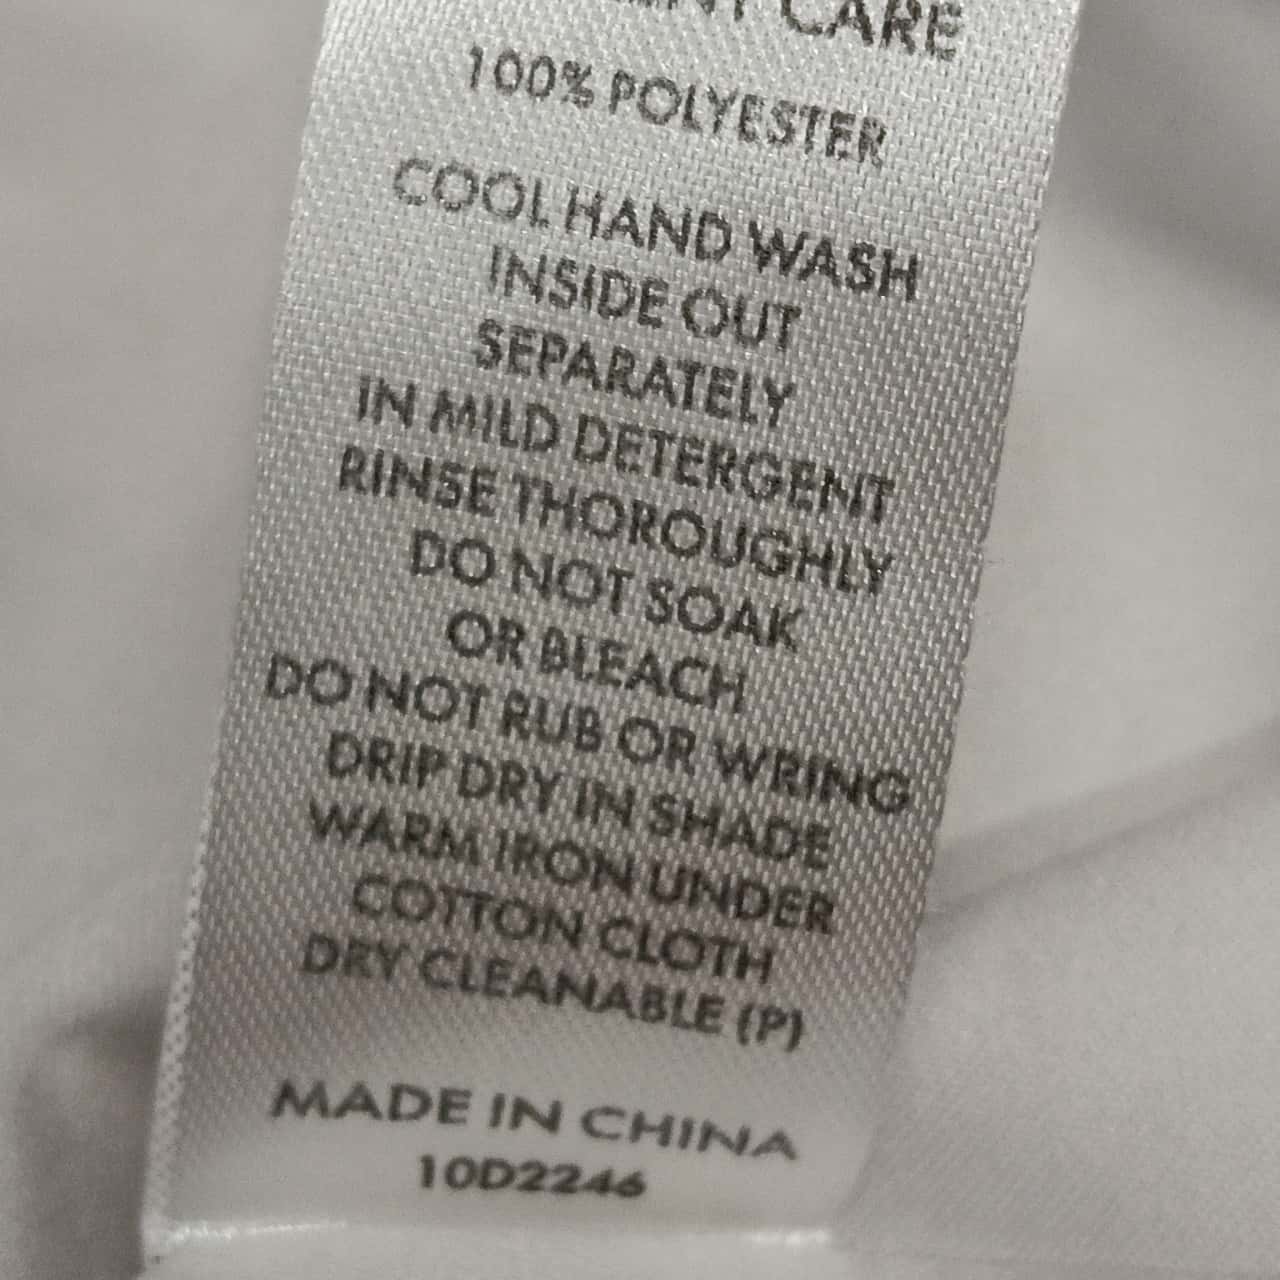 CARE
100% POLYESTER
COOL HAND WASH
INSIDE OUT
SEPARATELY
IN MILD DETERGENT
RINSE THOROUGHLY
DO NOT SOAK
OR BLEACH
DO NOT RUB OR WRING
DRIP DRY IN SHADE
WARM IRON UNDER
COTTON CLOTH
DRY CLEANABLE (P)
MADE IN CHINA
10D2246